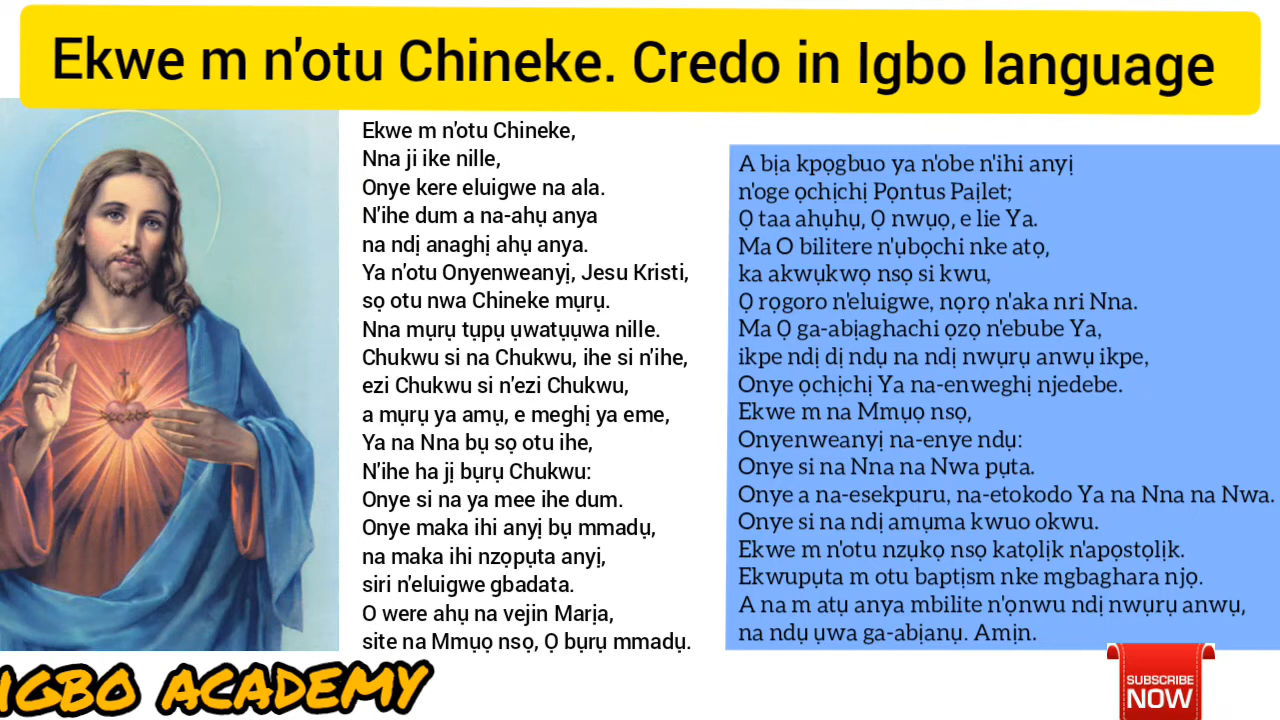 Ekwe m n'otu Chineke. Credo in Igbo language
Ekwe m n'otu Chineke,
Nna ji ike nille,
Onye kere eluigwe na ala.
N'ihe dum a na-ahụ anya
na ndị anaghị ahụ anya.
Ya n'otu Onyenweanyị, Jesu Kristi,
sọ otu nwa Chineke mụrụ.
Nna mụrụ tụpụ ụwatụụwa nille.
Chukwu si na Chukwu, ihe si n'ihe,
ezi Chukwu si n'ezi Chukwu,
a mụrụ ya amụ, e meghị ya eme,
Ya na Nna bụ sọ otu ihe,
N'ihe ha jị bụrụ Chukwu:
Onye si na ya mee ihe dum.
Onye maka ihi anyị bụ mmadụ,
na maka ihi nzọpụta anyị,
siri n'eluigwe gbadata.
O were ahụ na vejin Marịa,
site na Mmụọ nsọ, Ọ bụrụ mmadụ.
A bịa kpọgbuo ya n'obe n'ihi anyị
n'oge ọchịchị Pọntus Paịlet;
Ọ taa ahụhụ, Ọ nwụọ, e lie Ya.
Ma O bilitere n'ụbọchi nke atọ,
ka akwụkwọ nsọ si kwu,
Ọ rọgoro n'eluigwe, nọrọ n'aka nri Nna.
Ma Ọ ga-abịaghachi ọzọ n'ebube Ya,
ikpe ndị dị ndụ na ndị nwụrụ anwụ ikpe,
Onye ọchịchị Ya na-enweghị njedebe.
Ekwe m na Mmụọ nsọ,
Onyenweanyị na-enye ndụ:
Onye si na Nna na Nwa pụta.
Onye a na-esekpuru, na-etokodo Ya na Nna na Nwa.
Onye si na ndị amụma kwuo okwu.
Ekwe m n'otu nzụkọ nsọ katọlịk n'apọstọlịk.
Ekwupụta m otu baptịsm nke mgbaghara njọ.
A na m atụ anya mbilite n'ọnwu ndị nwụrụ anwụ,
na ndụ ụwa ga-abịanụ. Amịn.
IGBO ACADEMY
SUBSCRIBE
NOW